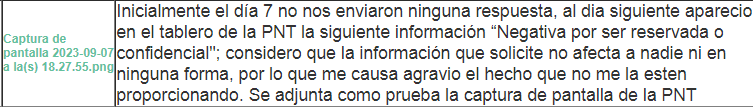 Captura de
pantalla 2023-09-07
a la(s) 18.27.55.png
Inicialmente el día 7 no nos enviaron ninguna respuesta, al dia siguiente aparecio
en el tablero de la PNT la siguiente información “Negativa por ser reservada o
confidencial"; considero que la información que solicite no afecta a nadie ni en
ninguna forma, por lo que me causa agravio el hecho que no me la esten
proporcionando. Se adjunta como prueba la captura de pantalla de la PNT